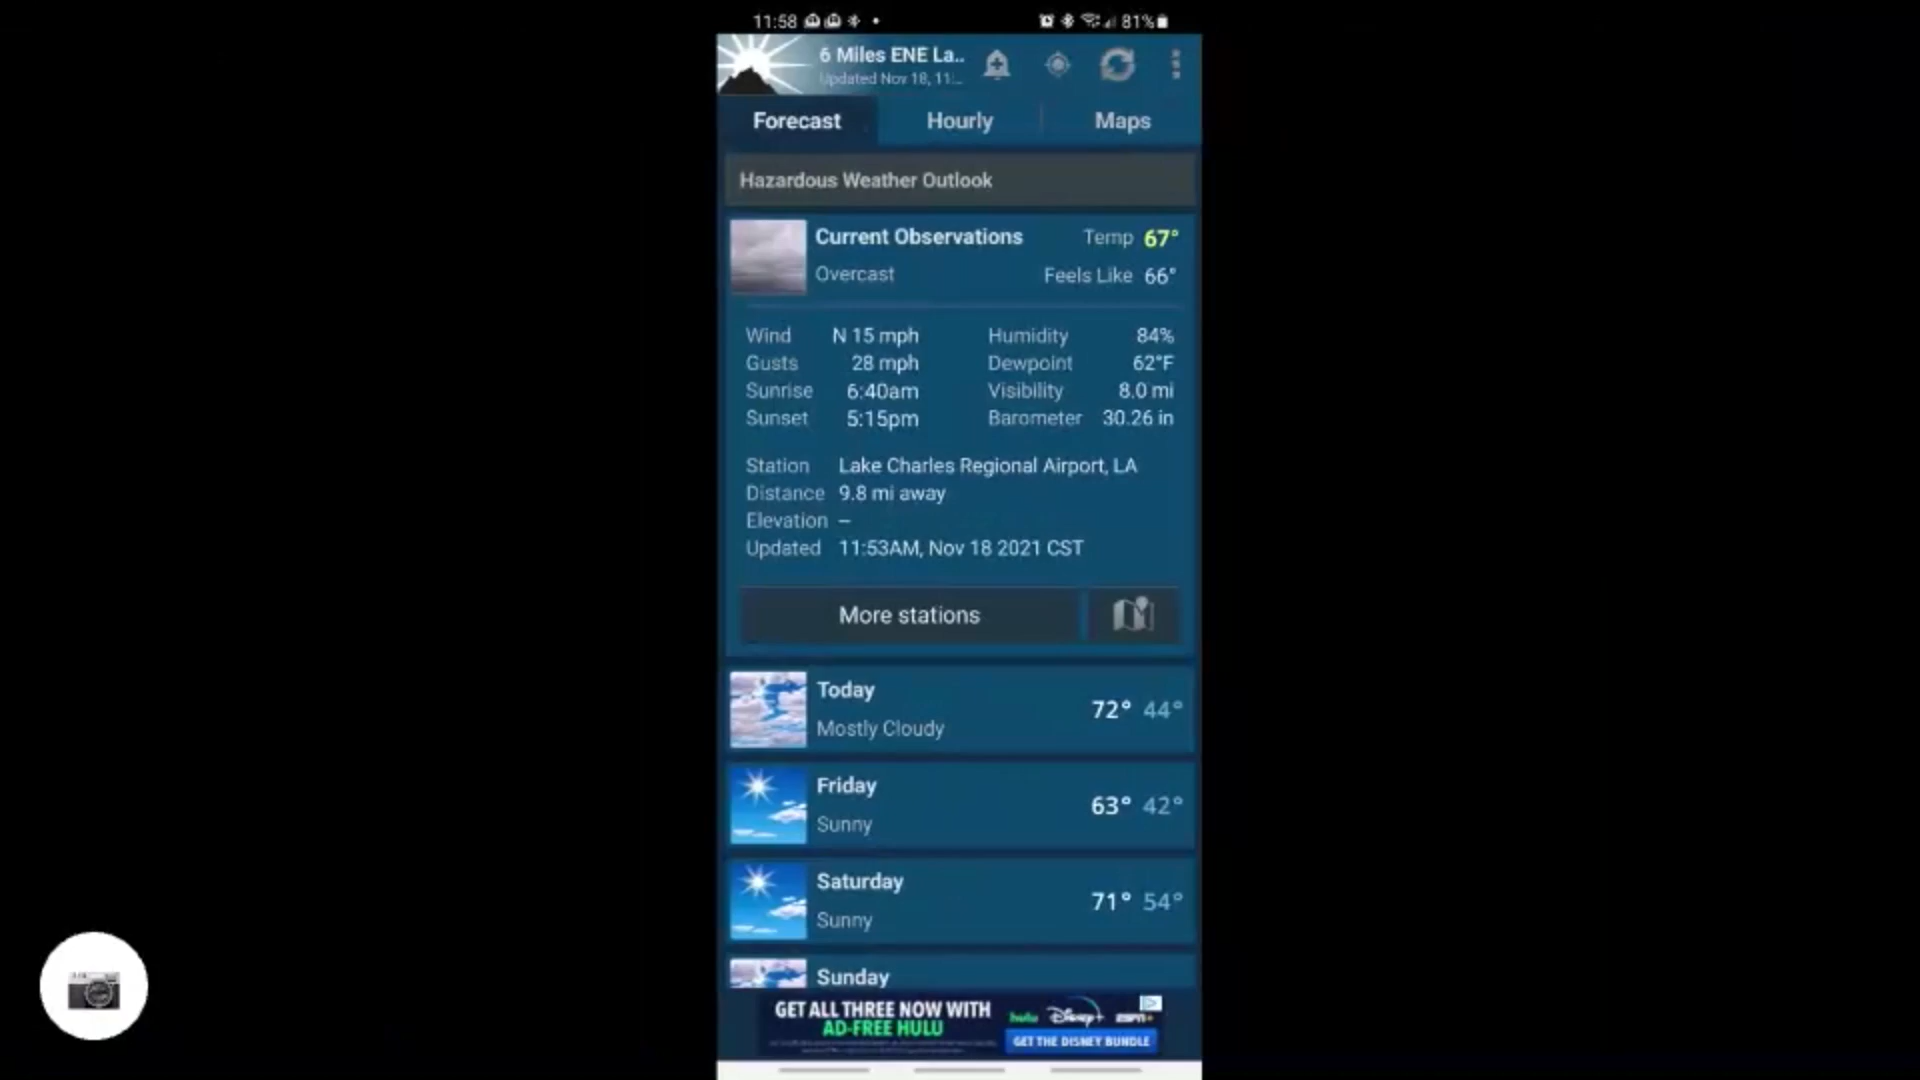 11:58 81%
6 Miles ENE La..
Updated Nov 18, 11:..
Forecast Hourly Maps
Hazardous Weather Outlook
Current Observations Temp 67°
Overcast Feels Like 66°
Wind N 15 mph Humidity 84%
Gusts 28 mph Dewpoint 62°F
Sunrise 6:40am Visibility 8.0 mi
Sunset 5:15pm Barometer 30.26 in
Station Lake Charles Regional Airport, LA
Distance 9.8 mi away
Elevation –
Updated 11:53AM, Nov 18 2021 CST
More stations
Today 72° 44°
Mostly Cloudy
Friday 63° 42°
Sunny
Saturday 71° 54°
Sunny
Sunday
GET ALL THREE NOW WITH
AD-FREE HULU
hulu Disney+ ESPN+
GET THE DISNEY BUNDLE